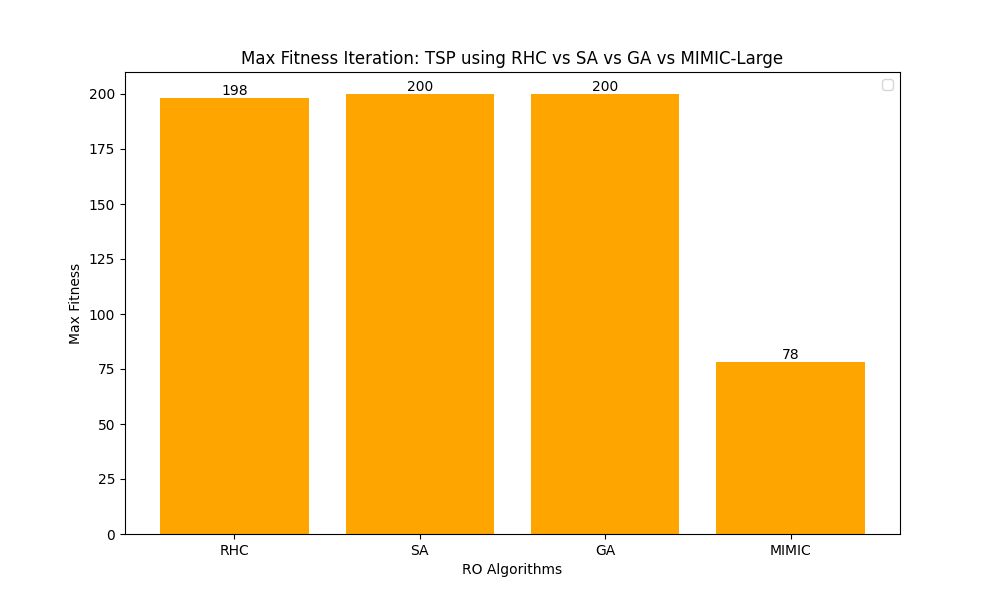 Max Fitness Iteration: TSP using RHC vs SA vs GA vs MIMIC-Large
198
200
200
78
200
175
150
125
100
75
50
25
0
Max Fitness
RHC
SA
GA
MIMIC
RO Algorithms